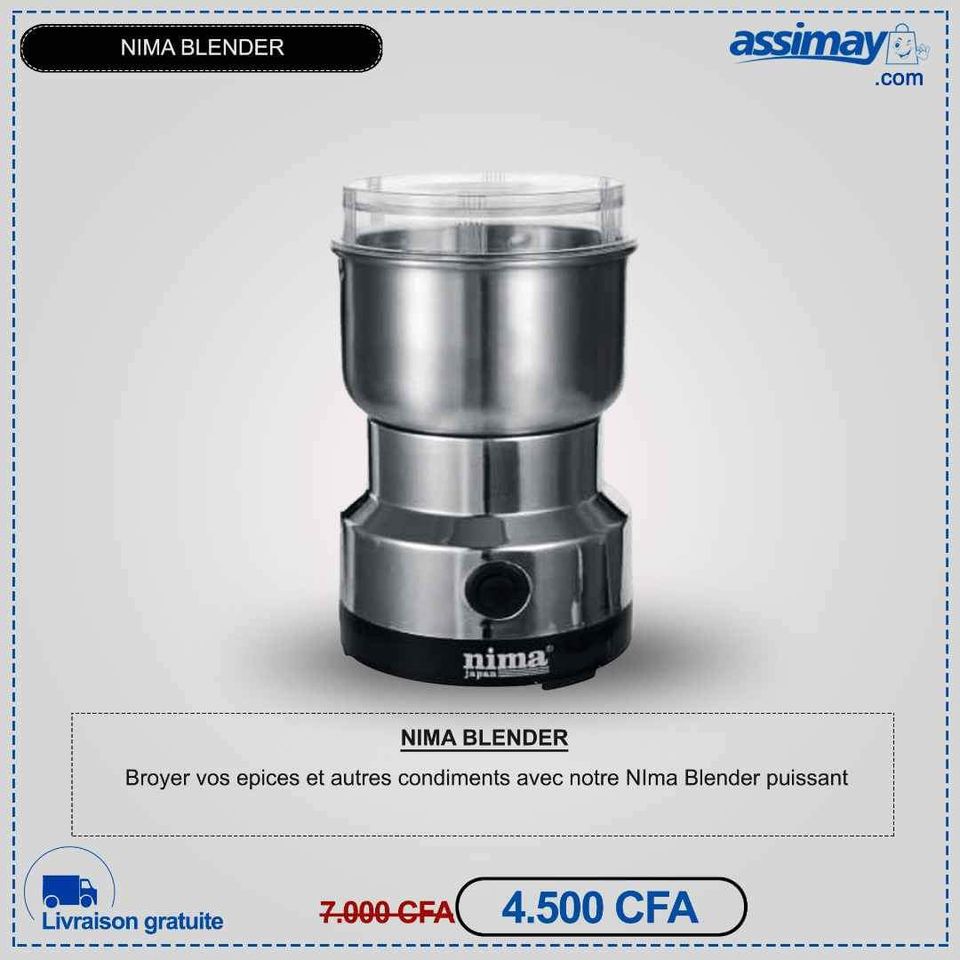 NIMA BLENDER
assimay
.com
nima®
japan
NIMA BLENDER
Broyer vos epices et autres condiments avec notre NIma Blender puissant
Livraison gratuite
7.000 CFA
4.500 CFA